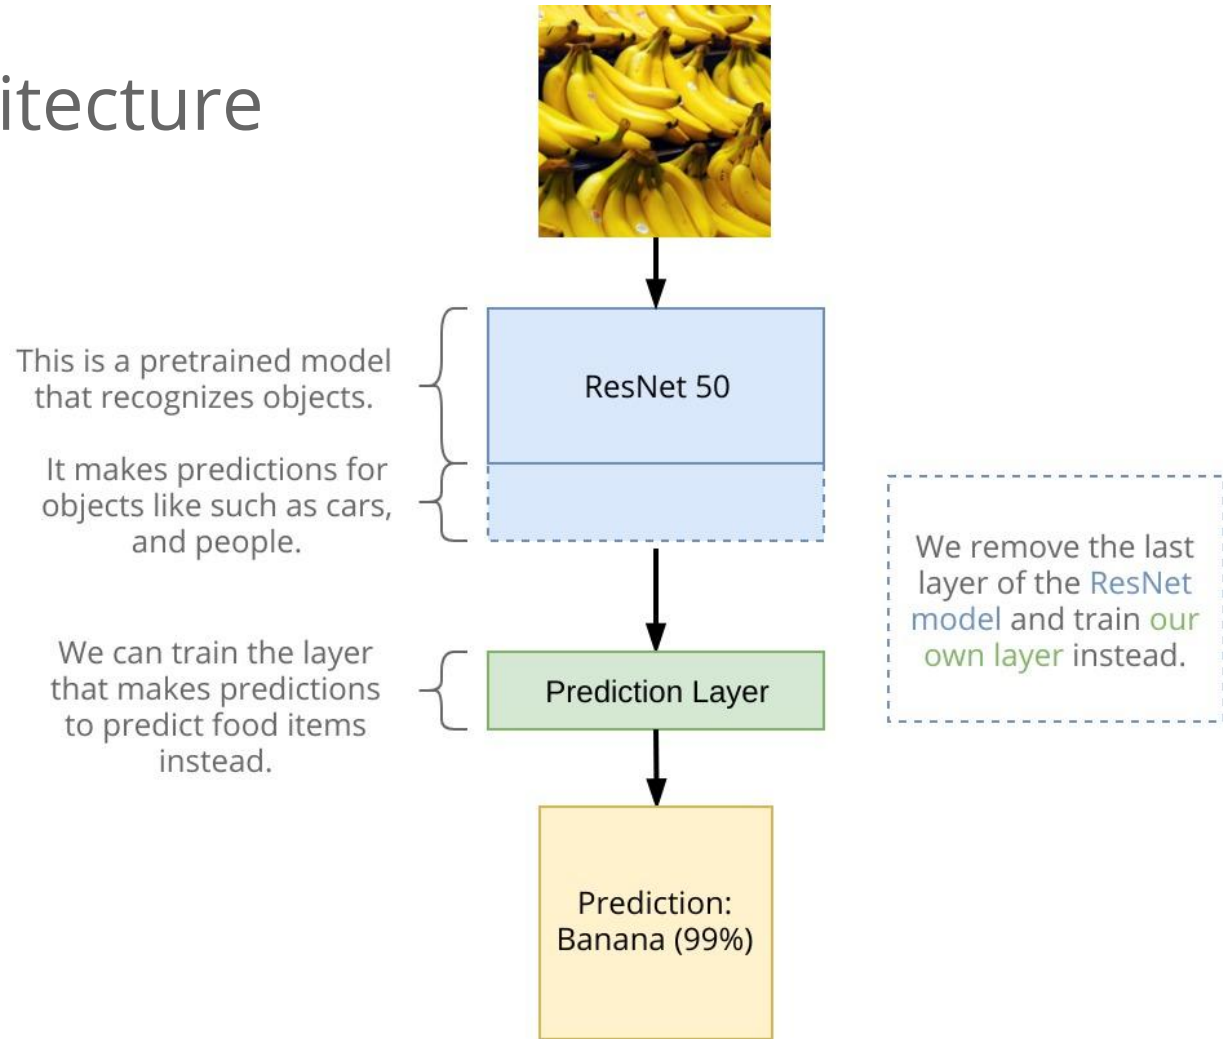 itecture
This is a pretrained model
that recognizes objects.
ResNet 50
It makes predictions for
objects like such as cars,
and people.
We remove the last
layer of the ResNet
model and train our
own layer instead.
We can train the layer
that makes predictions
to predict food items
instead.
Prediction Layer
Prediction:
Banana (99%)